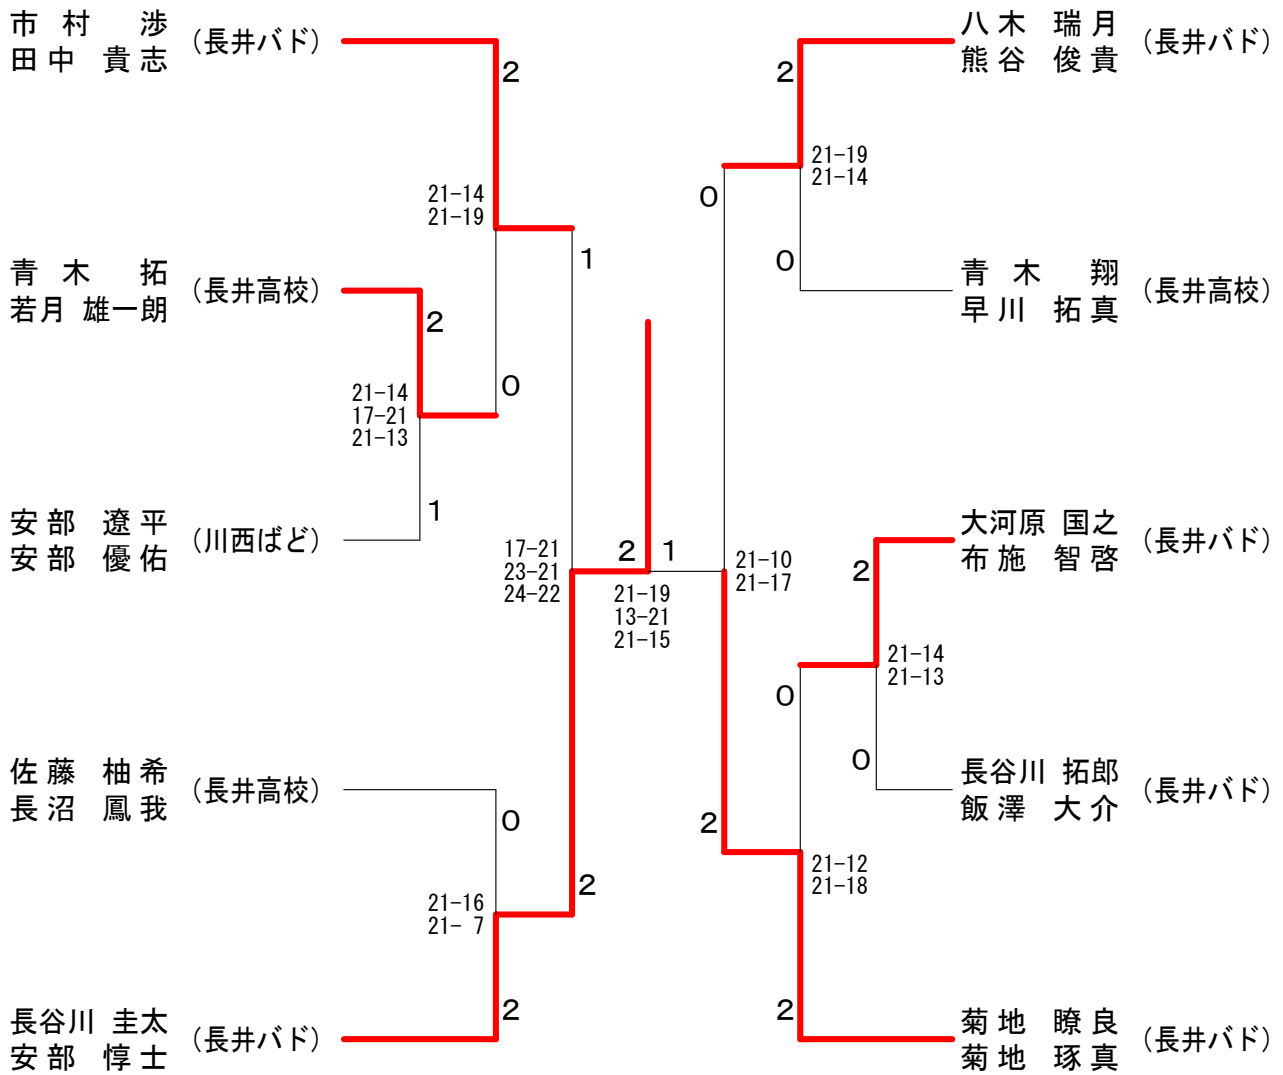 市村 渉
田中 貴志
(長井バド)
2
21-14
21-19
青木 拓
若月 雄一朗
(長井高校)
2
0
21-14
17-21
21-13
安部 遼平
安部 優佑
(川西ばど)
1
1
17-21
23-21
24-22
佐藤 柚希
長沼 鳳我
(長井高校)
0
21-16
21- 7
2
長谷川 圭太
安部 惇士
(長井バド)
2
2
1
21-19
13-21
21-15
八木 瑞月
熊谷 俊貴
(長井バド)
2
21-19
21-14
0
0
青木 翔
早川 拓真
(長井高校)
21-10
21-17
大河原 国之
布施 智啓
(長井バド)
2
21-14
21-13
0
0
長谷川 拓郎
飯澤 大介
(長井バド)
2
21-12
21-18
2
菊地 瞭良
菊地 琢真
(長井バド)